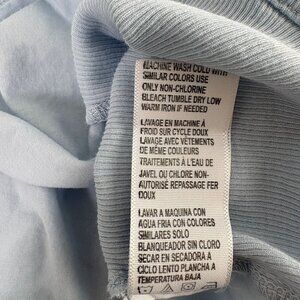 MACHINE WASH COLD WITH
SIMILAR COLORS USE
ONLY NON-CHLORINE
BLEACH TUMBLE DRY LOW
WARM IRON IF NEEDED
LAVAGE EN MACHINE À
FROID SUR CYCLE DOUX
LAVAGE AVEC VÊTEMENTS
DE MÊME COULEURS
TRAITEMENTS À L'EAU DE
AWEL OU CHLORE NON-
AUTORISÉ REPASSAGE FER
DOUX
LAVAR A MAQUINA CON
AGUA FRIA CON COLORES
SIMILARES SOLO
BLANQUEADOR SIN CLORO
SECAR EN SECADORA A
CICLO LENTO PLANCHA A
TEMPERATURA BAJA